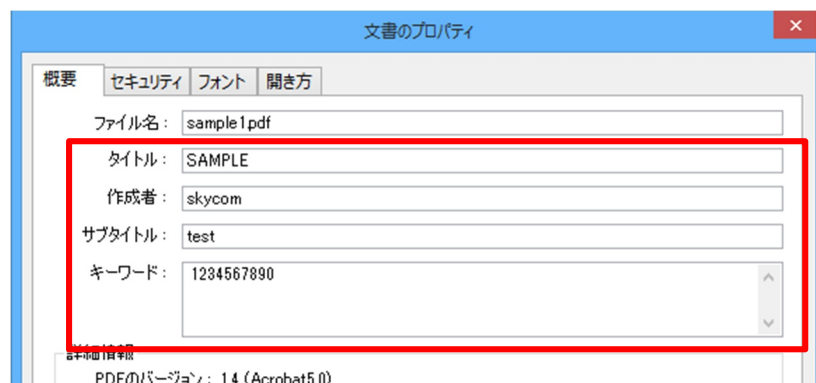 文書のプロパティ
概要 セキュリティ フォント 開き方
ファイル名: sample1.pdf
タイトル: SAMPLE
作成者: skycom
サブタイトル: test
キーワード: 1234567890
詳細情報
PDFのバージョン: 1.4 (Acrobat5.0)